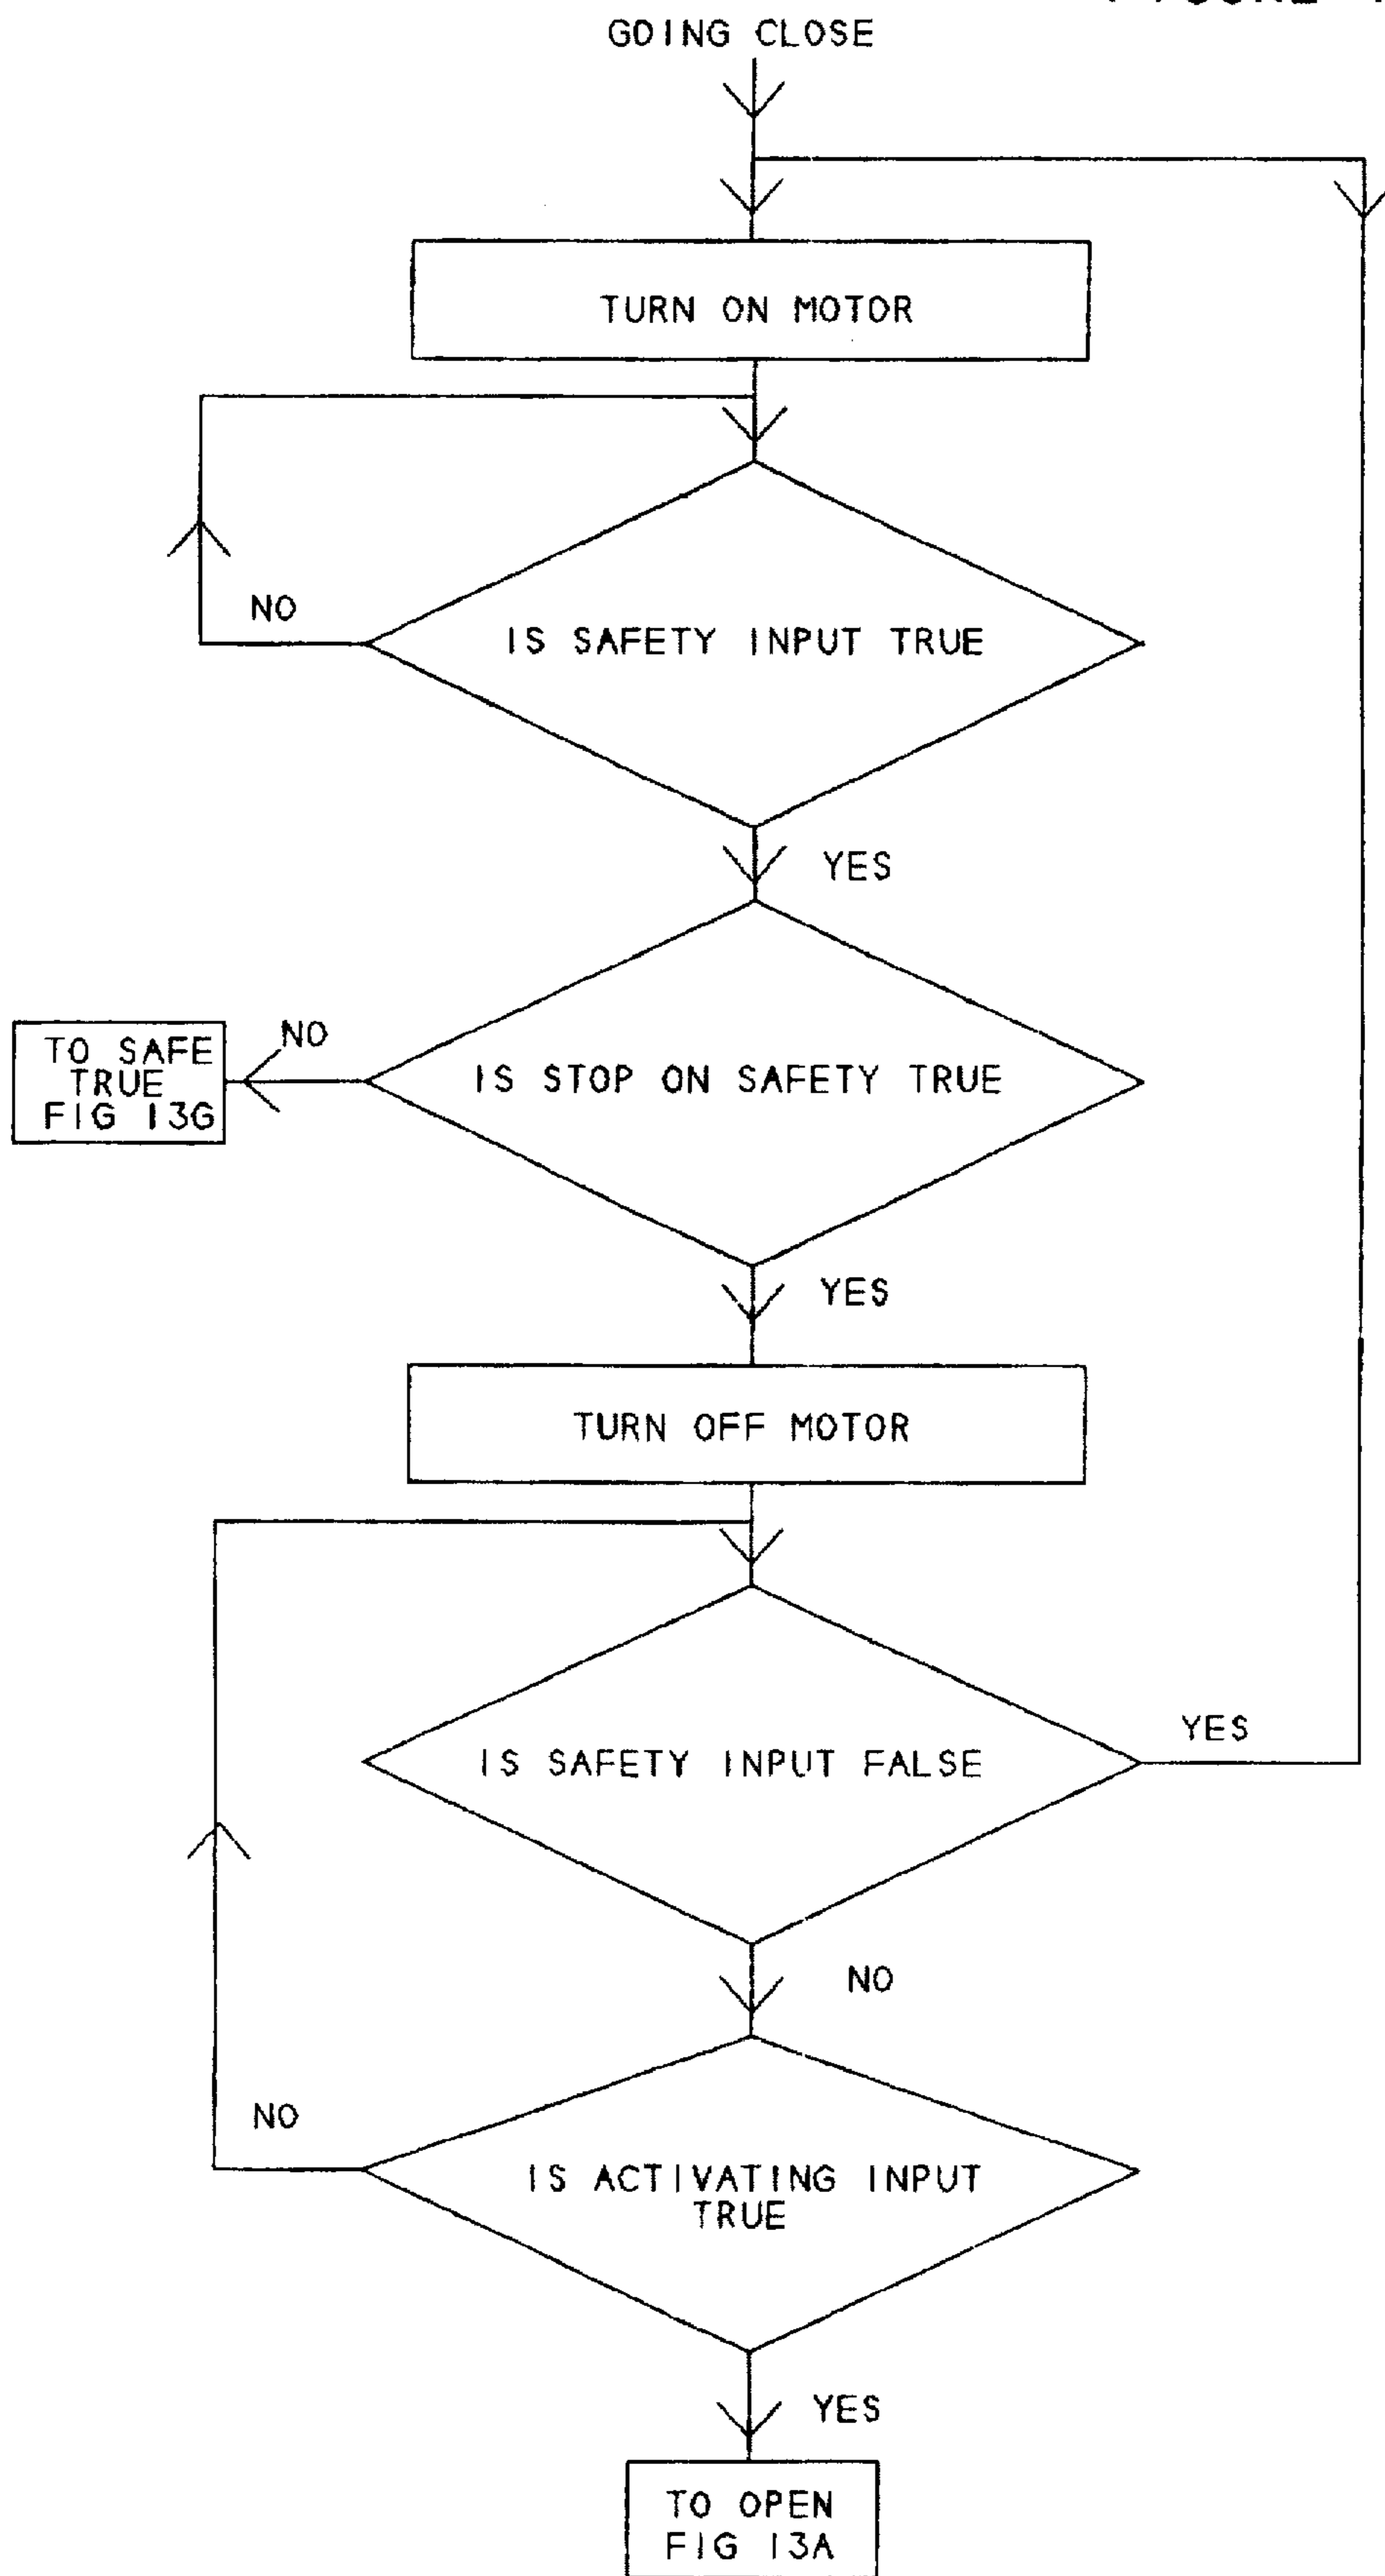 GOING CLOSE
TURN ON MOTOR
NO
IS SAFETY INPUT TRUE
YES
NO
TO SAFE
TRUE
FIG 13G
IS STOP ON SAFETY TRUE
YES
TURN OFF MOTOR
IS SAFETY INPUT FALSE
YES
NO
NO
IS ACTIVATING INPUT
TRUE
YES
TO OPEN
FIG 13A